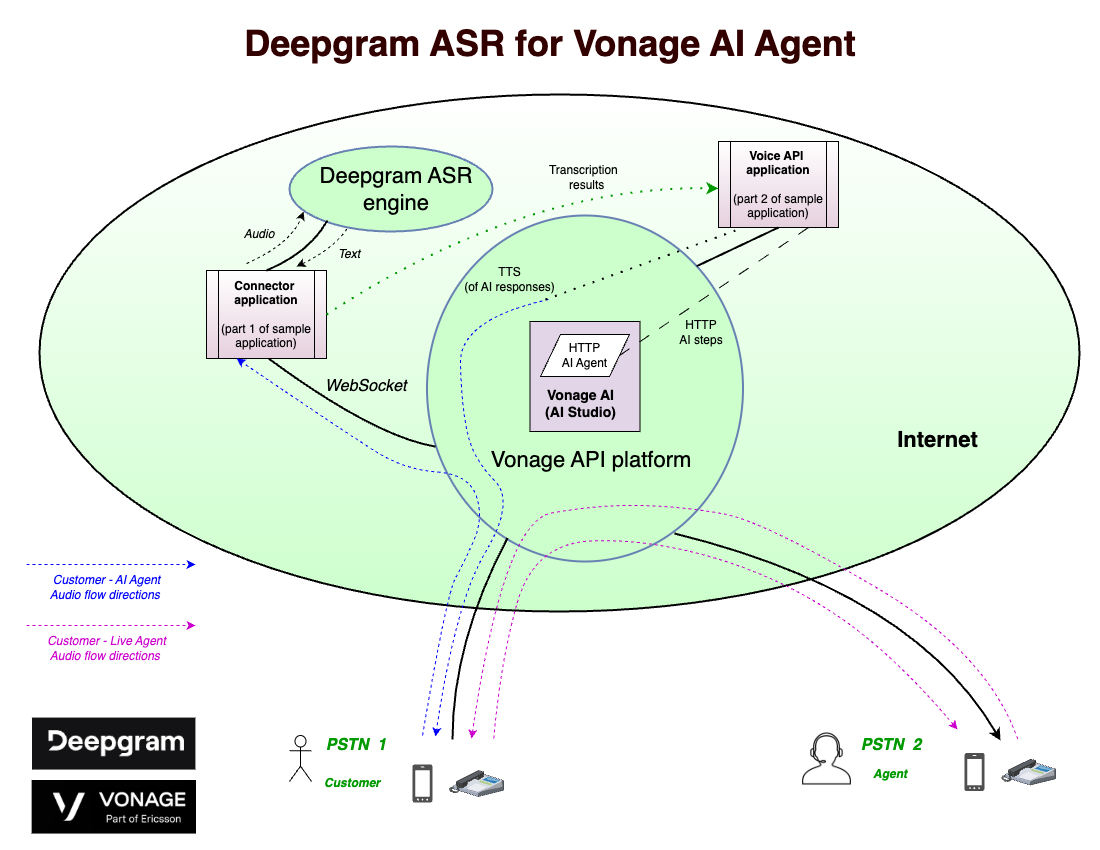 Deepgram ASR for Vonage AI Agent
Deepgram ASR
engine
Transcription
results
Voice API
application
(part 2 of sample
application)
Audio
Text
Connector
application
(part 1 of sample
application)
TTS
(of AI responses)
HTTP
AI steps
HTTP
AI Agent
Vonage AI
(AI Studio)
WebSocket
Vonage API platform
Internet
Customer - AI Agent
Audio flow directions
Customer - Live Agent
Audio flow directions
Deepgram
VONAGE
Part of Ericsson
PSTN 1
Customer
PSTN 2
Agent